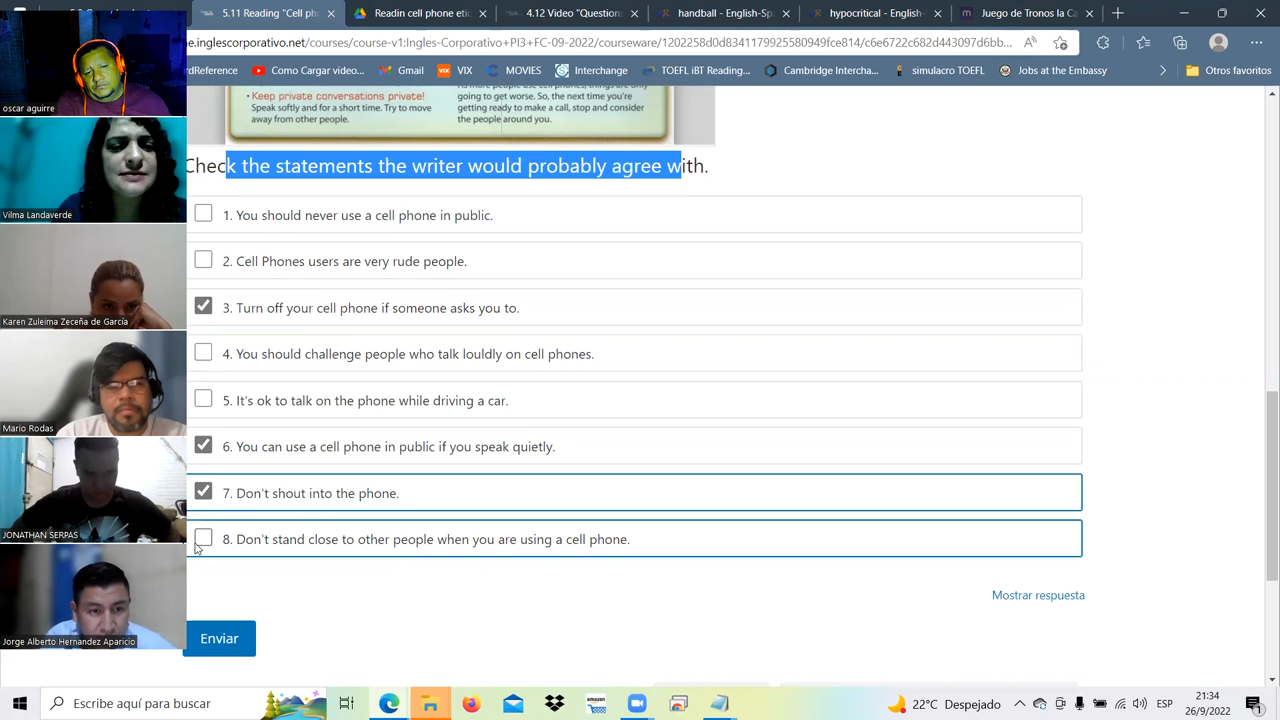 5.11 Section "Cell ph
Readin cell phone etic
4.12 Video "Question:
handbag | English-Sp
hypocritical - English-
Juego de Tronos la Ca
e.inglescorporativo.net/courses/course-v1:Ingles-Corporativo+PI3+FC-09-2022/courseware/1202258d0d8341179925580949fce814/c6e6722c682d443097d6bb...
rdReference
Como Cargar video...
Gmail
VIX
MOVIES
Interchange
TOEFL iBT Reading...
Cambridge Intercha...
simulacro TOEFL
Jobs at the Embassy
Otros favoritos
• Keep private conversations private!
Speak softly and for a short time. Try to move
away from other people.
going to get worse. So, the next time you're
getting ready to make a call, stop and consider
the people around you.
Check the statements the writer would probably agree with.
1. You should never use a cell phone in public.
2. Cell Phones users are very rude people.
3. Turn off your cell phone if someone asks you to.
4. You should challenge people who talk louldly on cell phones.
5. It's ok to talk on the phone while driving a car.
6. You can use a cell phone in public if you speak quietly.
7. Don't shout into the phone.
8. Don't stand close to other people when you are using a cell phone.
Mostrar respuesta
Enviar
oscar aguirre
Vilma Landaverde
Karen Zuleima Zeceña de García
Mario Rodas
JONATHAN SERPAS
Jorge Alberto Hernandez Aparicio
Escribe aquí para buscar
22°C Despejado
ESP
21:34
26/9/2022